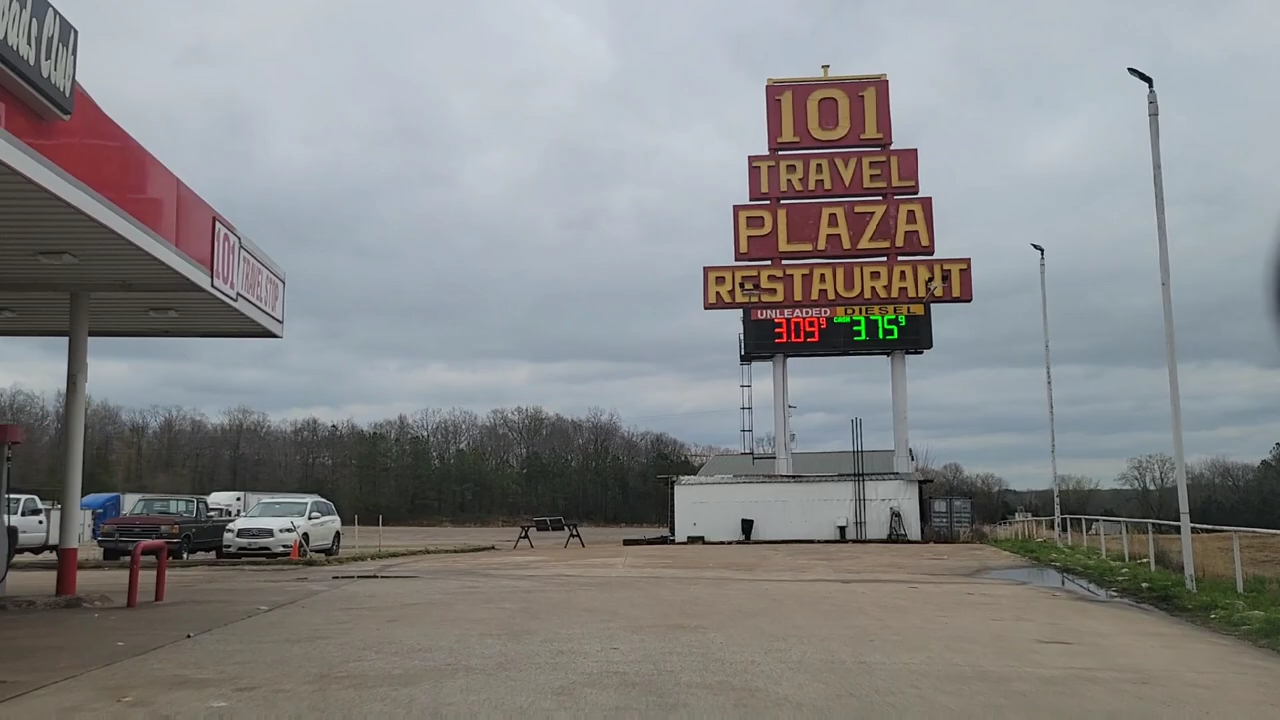 Club
101
TRAVEL STOP
101
TRAVEL
PLAZA
RESTAURANT
UNLEADED DIESEL
3.09 9 CASH 3.75 9